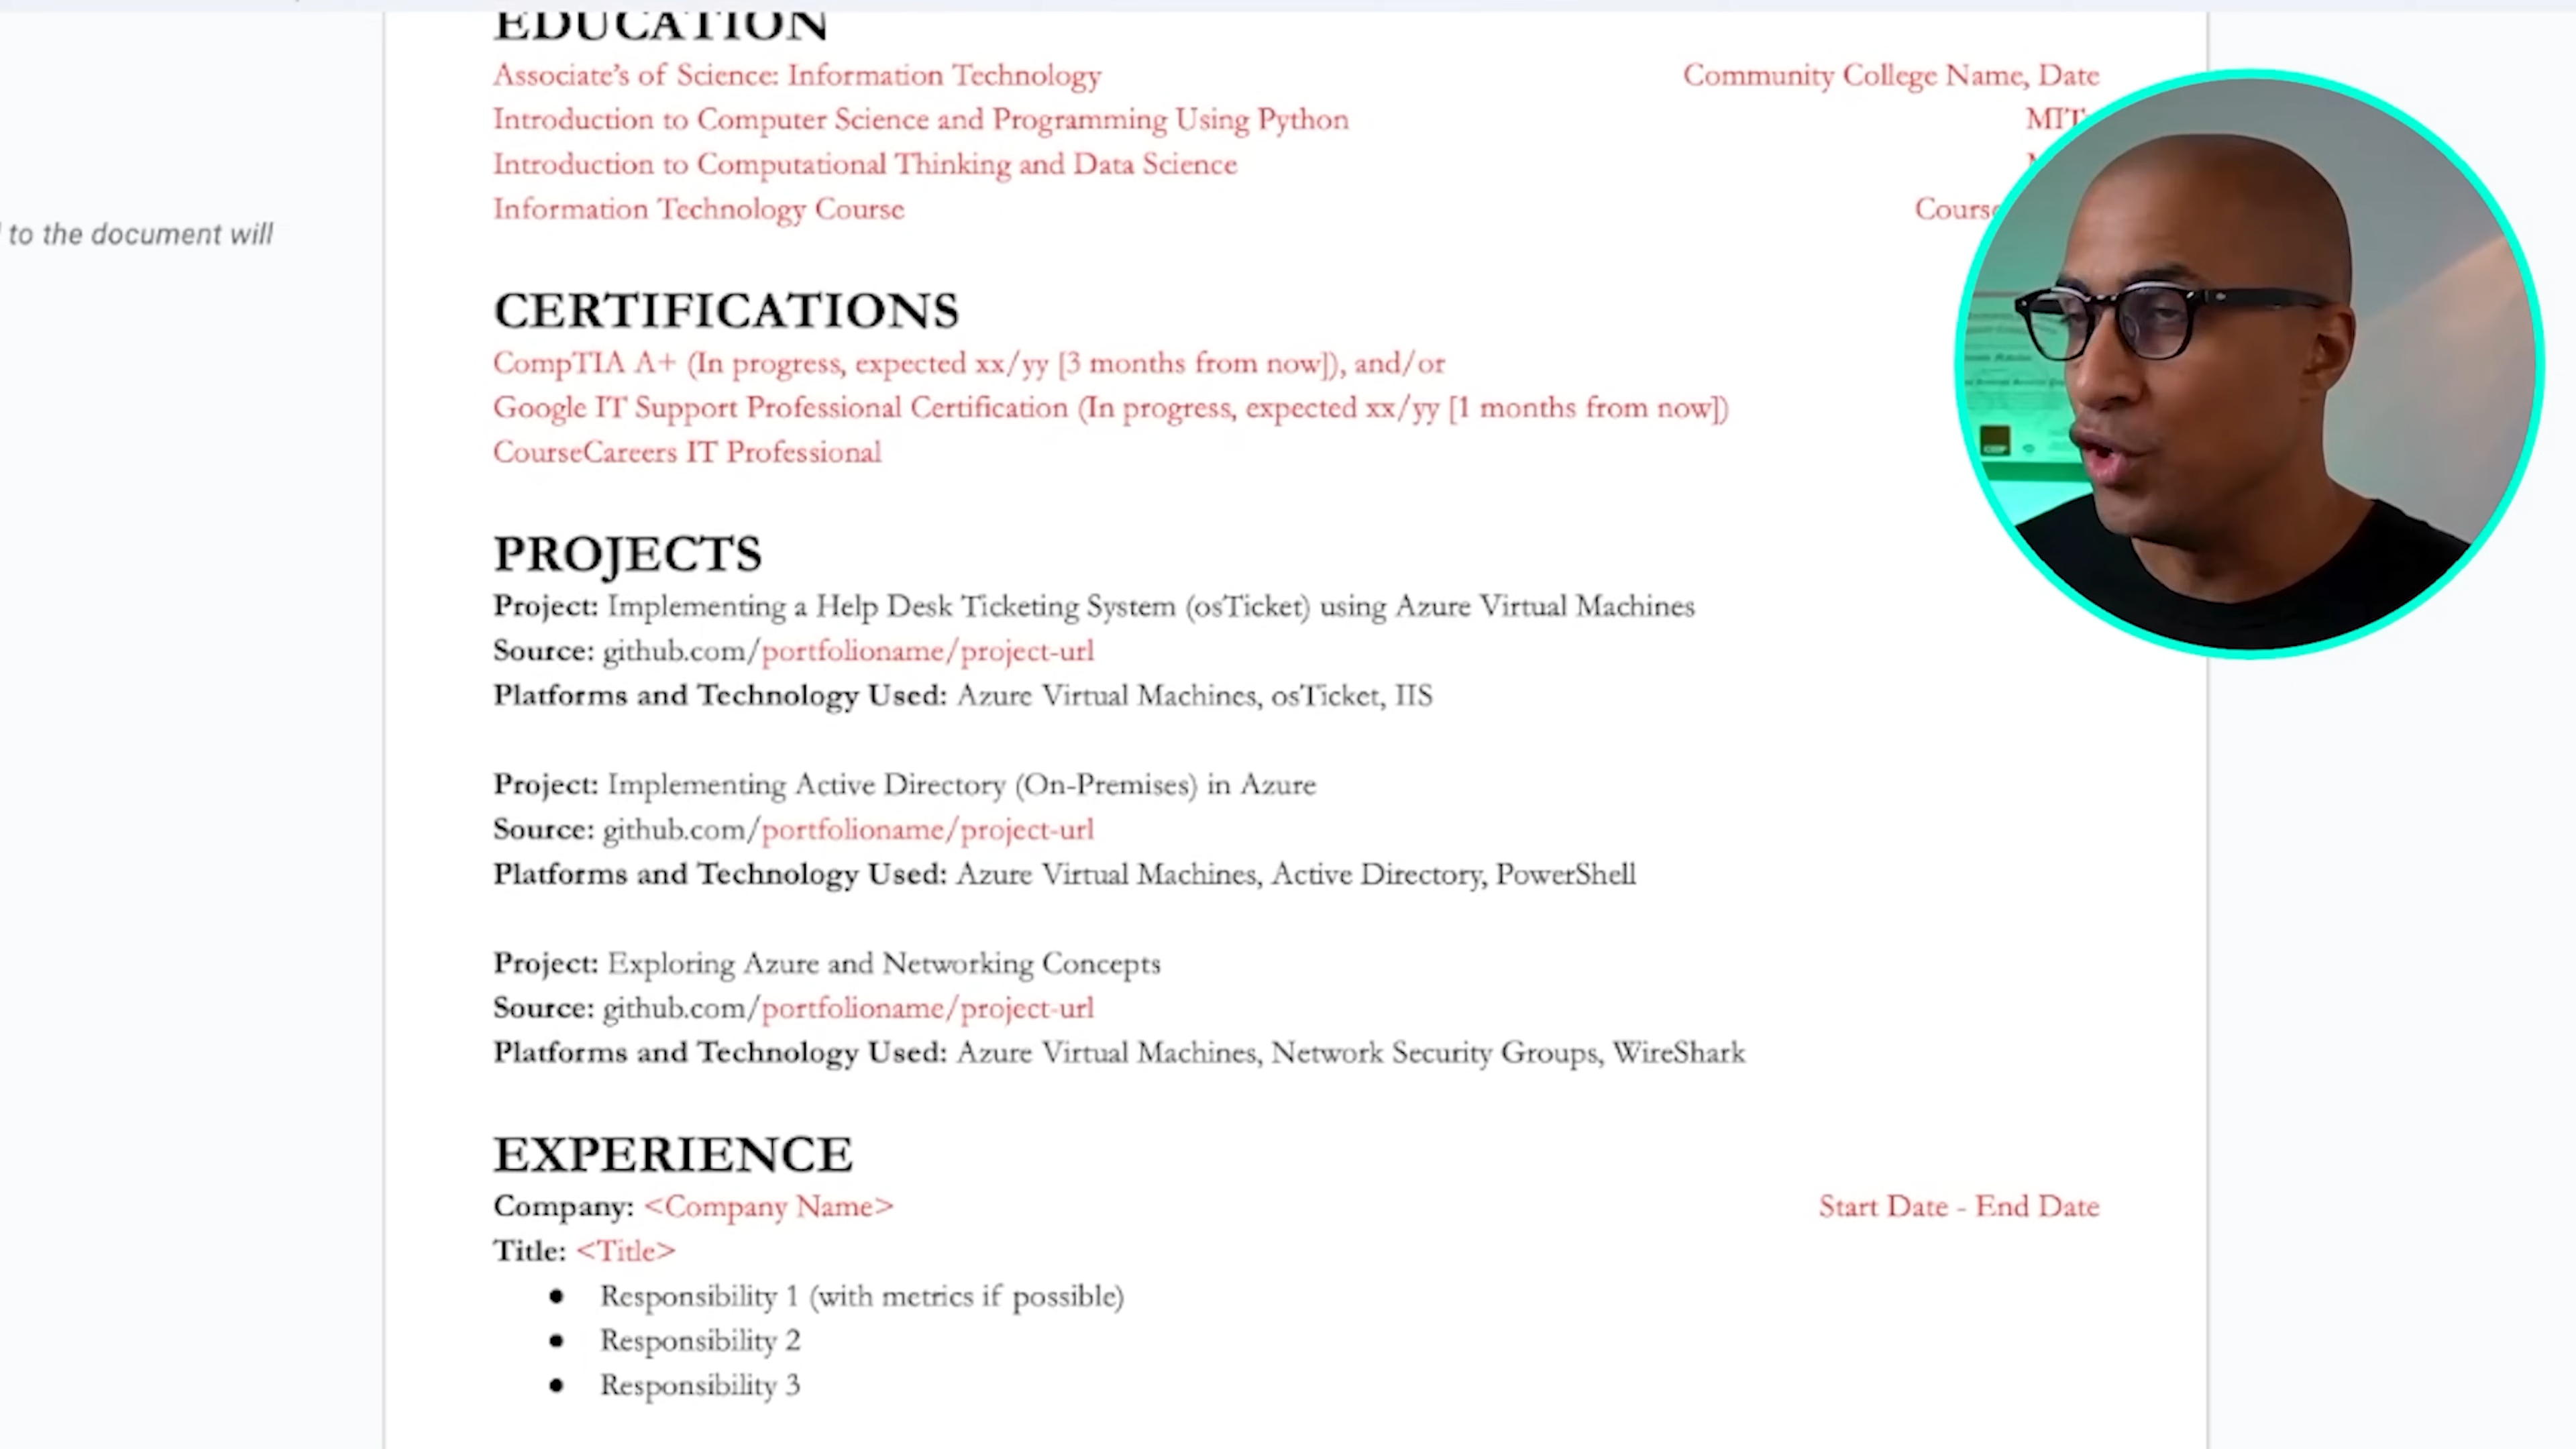 EDUCATION
Associate's of Science: Information Technology Community College Name, Date
Introduction to Computer Science and Programming Using Python
Introduction to Computational Thinking and Data Science
Information Technology Course
to the document will
CERTIFICATIONS
CompTIA A+ (In progress, expected xx/yy [3 months from now]), and/or
Google IT Support Professional Certification (In progress, expected xx/yy [1 months from now])
CourseCareers IT Professional
PROJECTS
Project: Implementing a Help Desk Ticketing System (osTicket) using Azure Virtual Machines
Source: github.com/portfolioname/project-url
Platforms and Technology Used: Azure Virtual Machines, osTicket, IIS
Project: Implementing Active Directory (On-Premises) in Azure
Source: github.com/portfolioname/project-url
Platforms and Technology Used: Azure Virtual Machines, Active Directory, PowerShell
Project: Exploring Azure and Networking Concepts
Source: github.com/portfolioname/project-url
Platforms and Technology Used: Azure Virtual Machines, Network Security Groups, WireShark
EXPERIENCE
Company: <Company Name> Start Date - End Date
Title: <Title>
● Responsibility 1 (with metrics if possible)
● Responsibility 2
● Responsibility 3